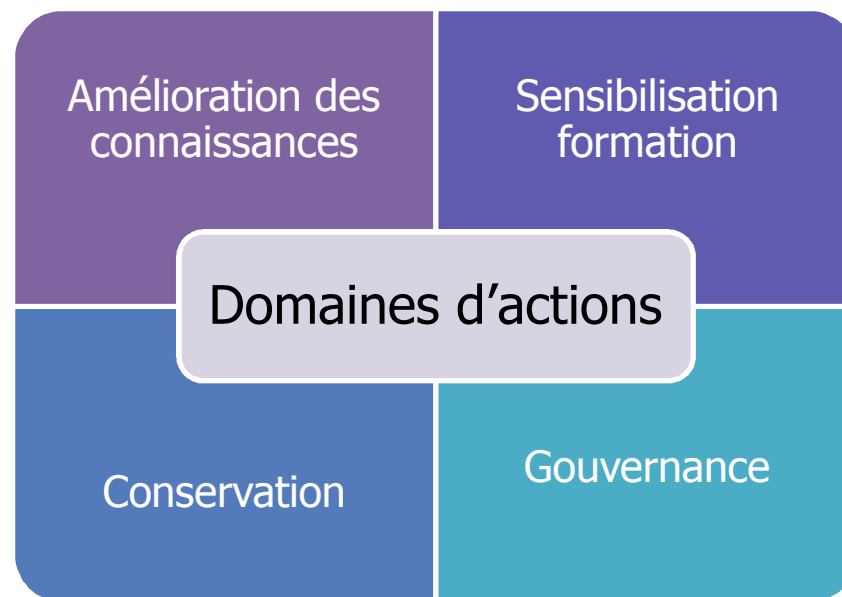 Amélioration des
connaissances
Sensibilisation
formation
Domaines d’actions
Conservation
Gouvernance